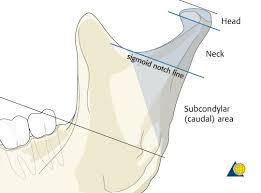 Head
Neck
Sigmoid notch line
Subcondylar
(caudal) area